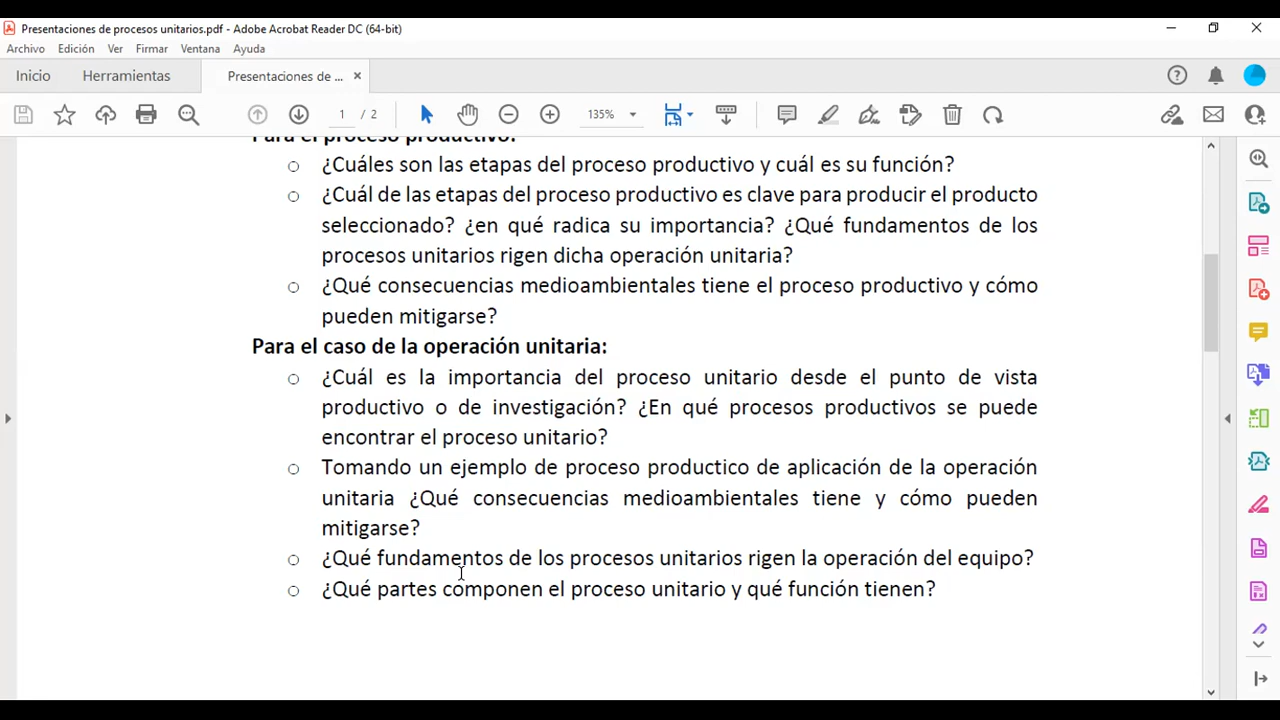 Presentaciones de procesos unitarios.pdf - Adobe Acrobat Reader DC (64-bit)
Archivo Edición Ver Firmar Ventana Ayuda
Inicio Herramientas Presentaciones de ... ×
1 / 2 135%
Para el proceso productivo:
¿Cuáles son las etapas del proceso productivo y cuál es su función?
¿Cuál de las etapas del proceso productivo es clave para producir el producto
seleccionado? ¿en qué radica su importancia? ¿Qué fundamentos de los
procesos unitarios rigen dicha operación unitaria?
¿Qué consecuencias medioambientales tiene el proceso productivo y cómo
pueden mitigarse?
Para el caso de la operación unitaria:
¿Cuál es la importancia del proceso unitario desde el punto de vista
productivo o de investigación? ¿En qué procesos productivos se puede
encontrar el proceso unitario?
Tomando un ejemplo de proceso productico de aplicación de la operación
unitaria ¿Qué consecuencias medioambientales tiene y cómo pueden
mitigarse?
¿Qué fundamentos de los procesos unitarios rigen la operación del equipo?
¿Qué partes componen el proceso unitario y qué función tienen?